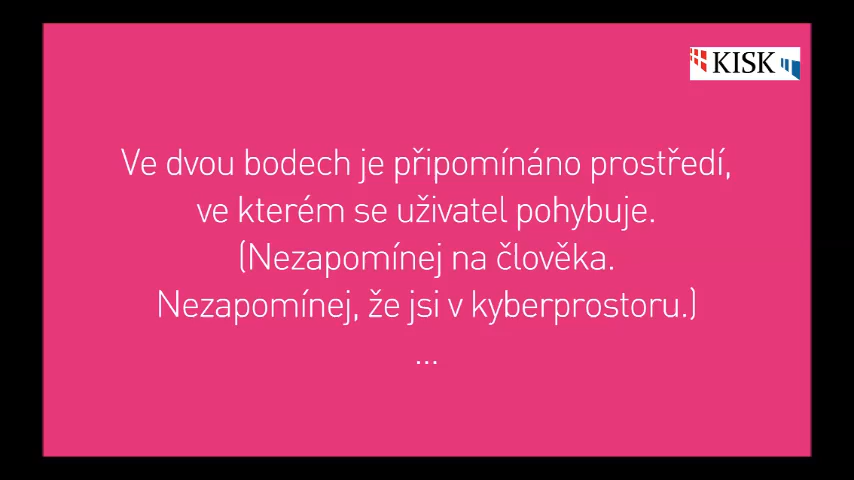 KISK
Ve dvou bodech je připomínáno prostředí,
ve kterém se uživatel pohybuje.
(Nezapomínej na člověka.
Nezapomínej, že jsi v kyberprostoru.)
...